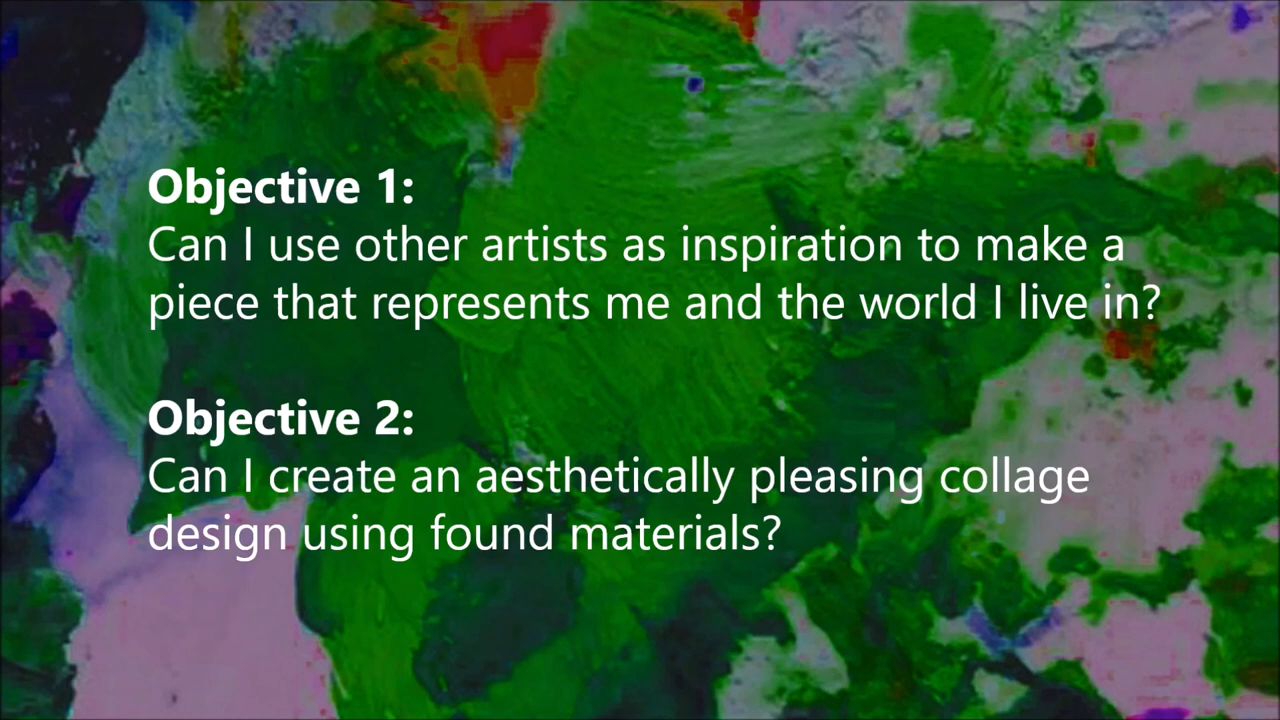 Objective 1:
Can I use other artists as inspiration to make a
piece that represents me and the world I live in?
Objective 2:
Can I create an aesthetically pleasing collage
design using found materials?